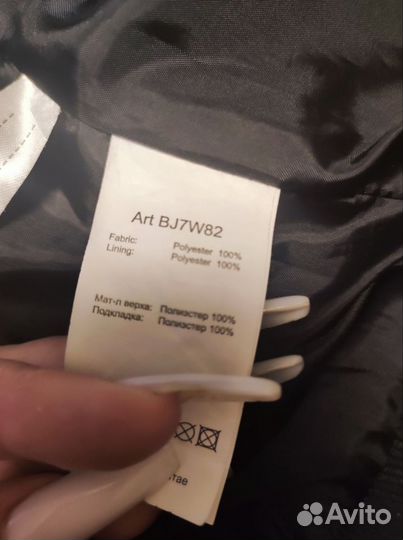 Art BJ7W82
Fabric: Polyester 100%
Lining: Polyester 100%
Мат-л верха: Полиэстер 100%
Подкладка: Полиэстер 100%
Avito